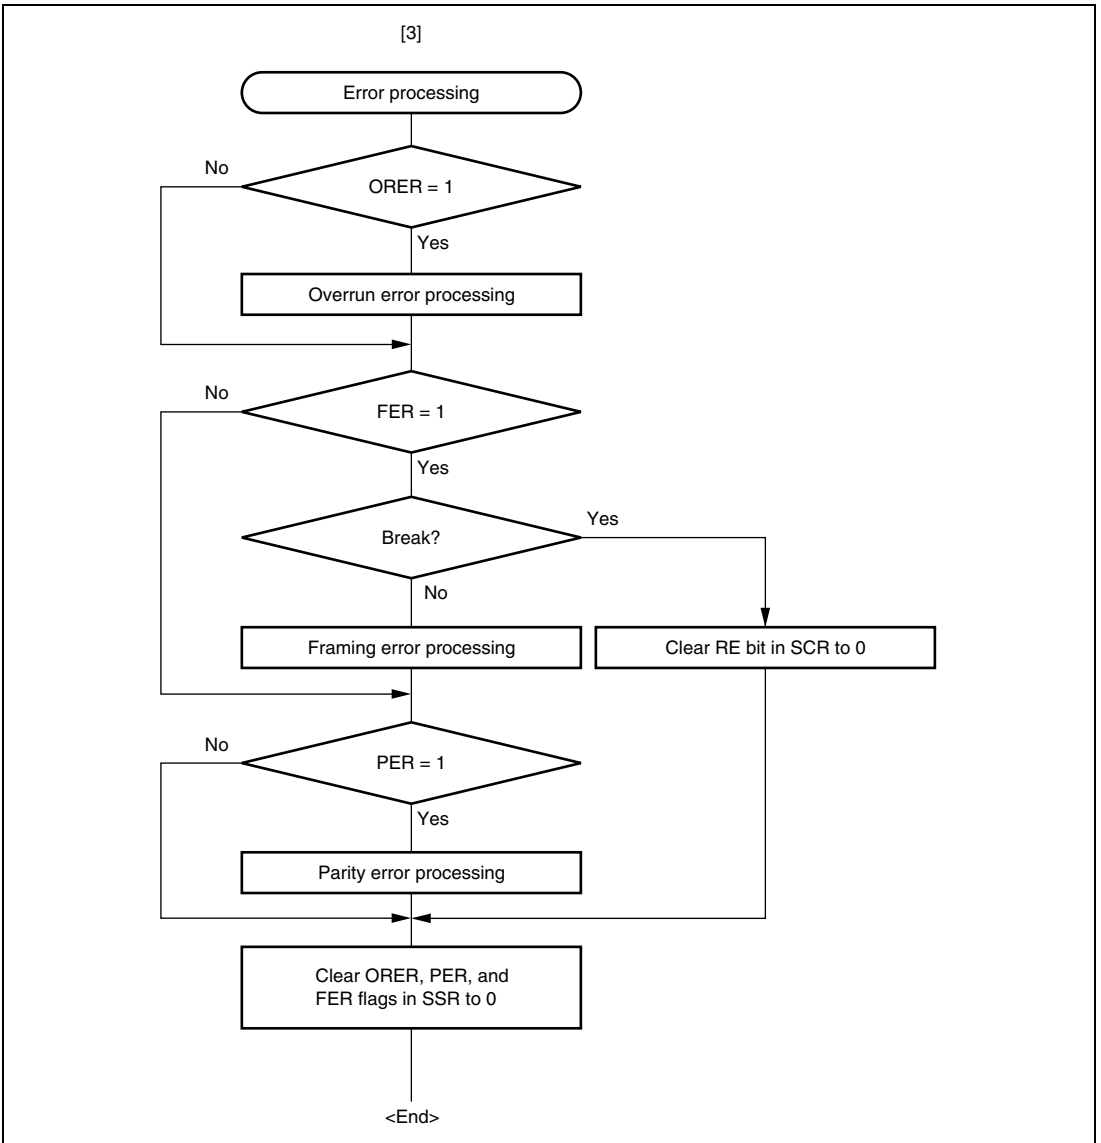 [3]
Error processing
No
ORER = 1
Yes
Overrun error processing
No
FER = 1
Yes
Break?
Yes
No
Framing error processing
Clear RE bit in SCR to 0
No
PER = 1
Yes
Parity error processing
Clear ORER, PER, and
FER flags in SSR to 0
<End>